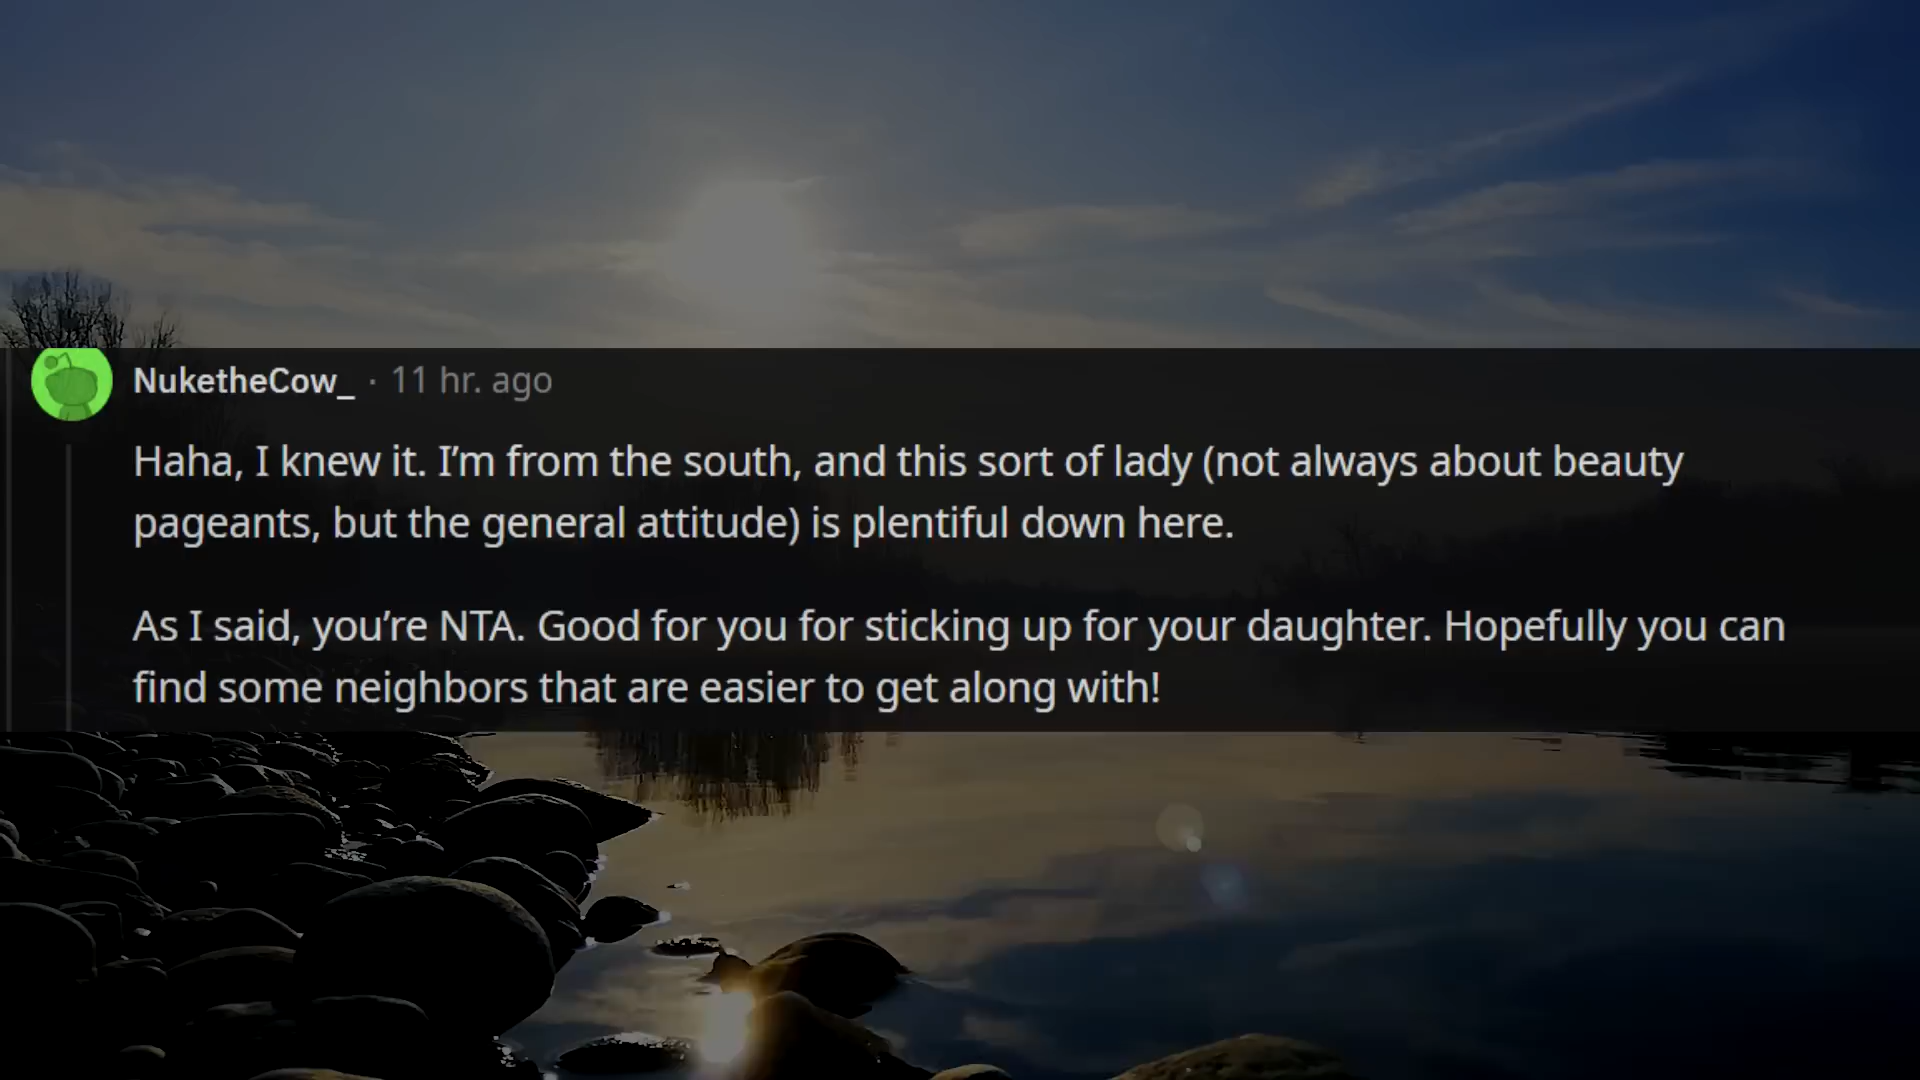 NuketheCow_ · 11 hr. ago
Haha, I knew it. I’m from the south, and this sort of lady (not always about beauty
pageants, but the general attitude) is plentiful down here.
As I said, you’re NTA. Good for you for sticking up for your daughter. Hopefully you can
find some neighbors that are easier to get along with!